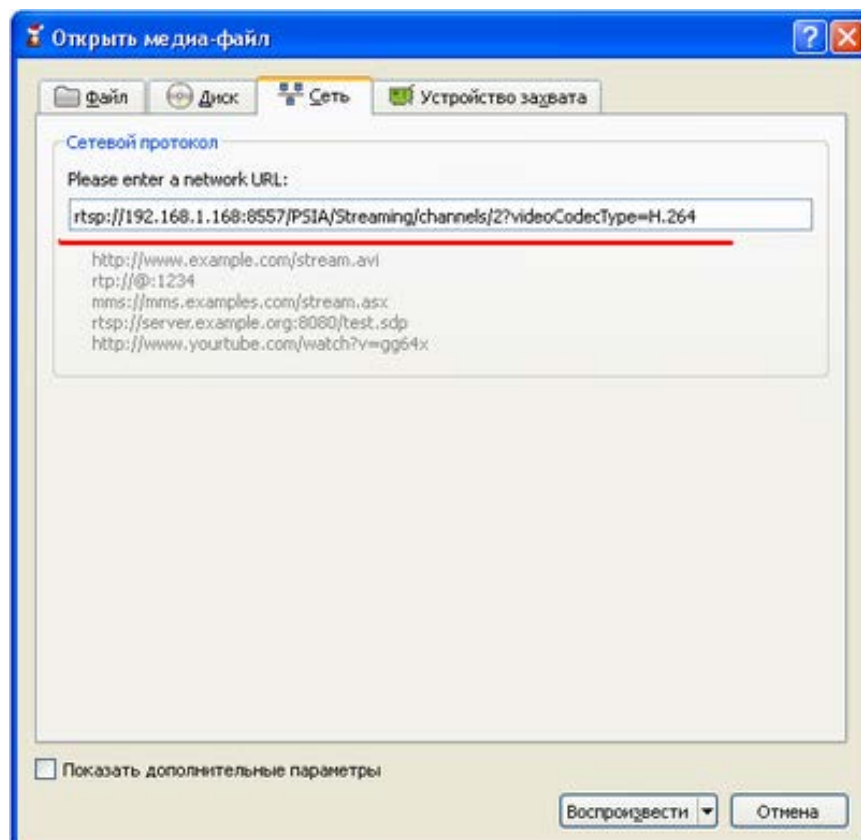 Открыть медиа-файл
Файл Диск Сеть Устройство захвата
Сетевой протокол
Please enter a network URL:
rtsp://192.168.1.168:8557/PSIA/Streaming/channels/2?videoCodecType=H.264
http://www.example.com/stream.avi
rtp://@:1234
mms://mms.examples.com/stream.asx
rtsp://server.example.org:8080/test.sdp
http://www.yourtube.com/watch?v=gg64x
Показать дополнительные параметры
Воспроизвести Отмена